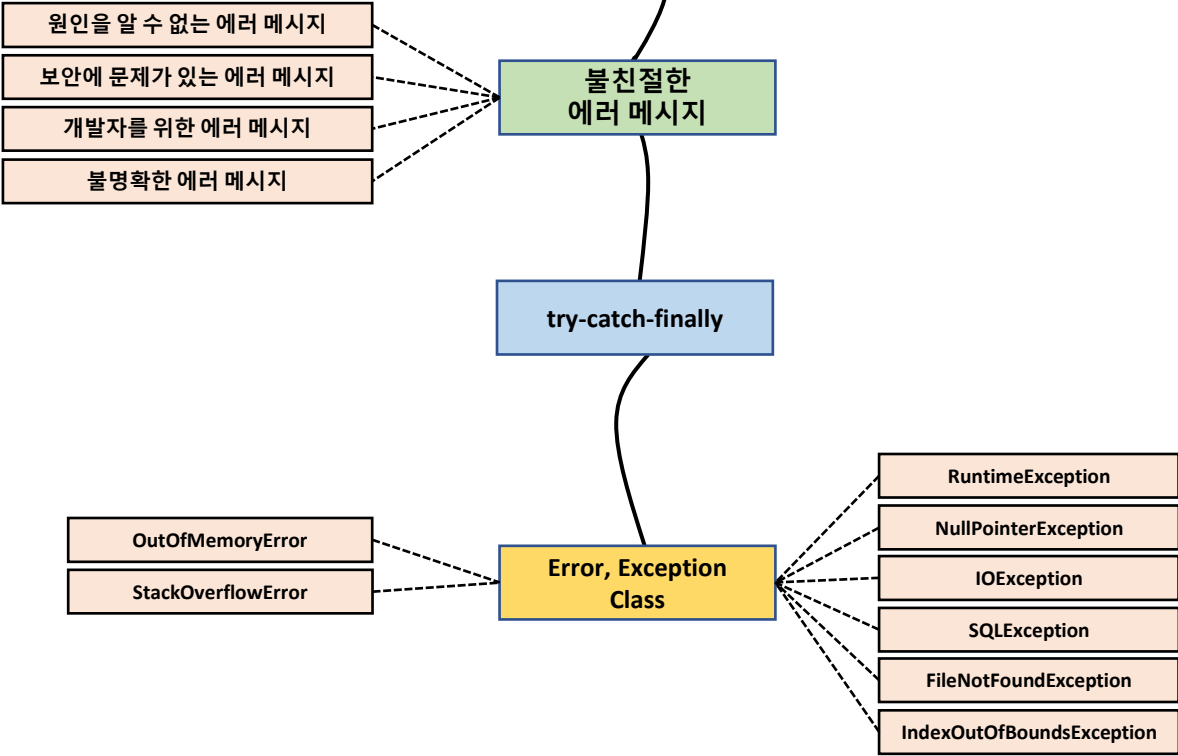 원인을 알 수 없는 에러 메시지
보안에 문제가 있는 에러 메시지
개발자를 위한 에러 메시지
불명확한 에러 메시지
불친절한
에러 메시지
try-catch-finally
OutOfMemoryError
StackOverflowError
Error, Exception
Class
RuntimeException
NullPointerException
IOException
SQLException
FileNotFoundException
IndexOutOfBoundsException